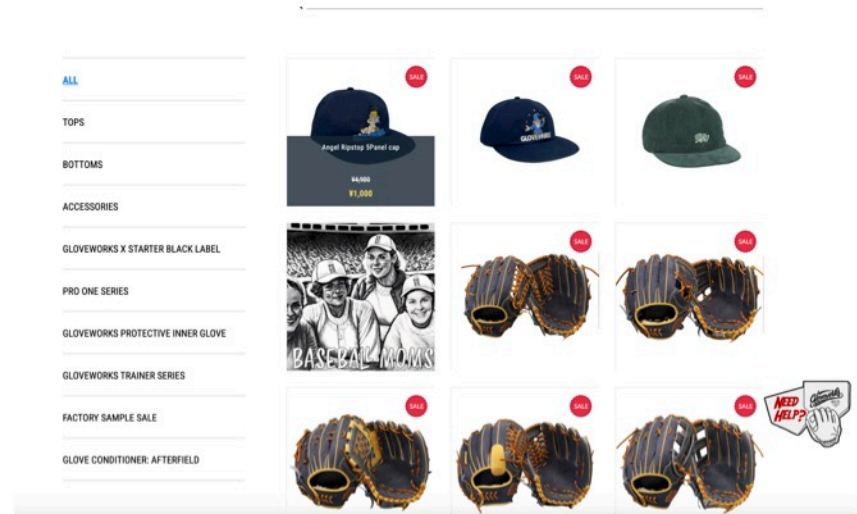 ALL
TOPS
BOTTOMS
ACCESSORIES
GLOVEWORKS X STARTER BLACK LABEL
PRO ONE SERIES
GLOVEWORKS PROTECTIVE INNER GLOVE
GLOVEWORKS TRAINER SERIES
FACTORY SAMPLE SALE
GLOVE CONDITIONER: AFTERFIELD
SALE
SALE
SALE
GLOVEWORKS
Angel Ripstop 5Panel cap
¥1,000
BASEBALL MOMS
SALE
SALE
SALE
SALE
SALE
NEED
HELP?